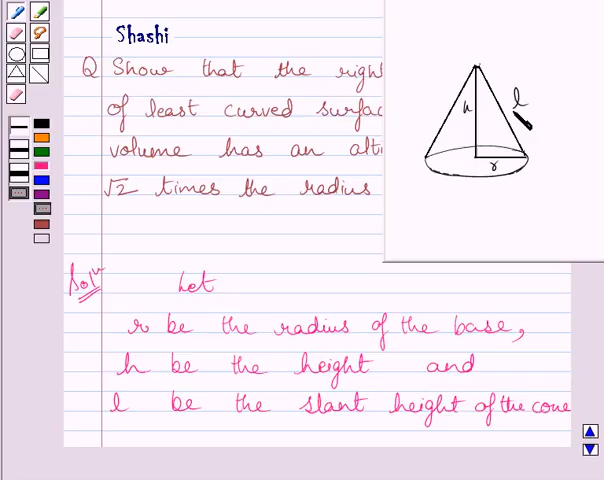 Shashi
Q Show that the righ
of least curved surfac
volume has an alti
√2 times the radius
h
l
r
Solⁿ Let
r be the radius of the base,
h be the height and
l be the slant height of the cone